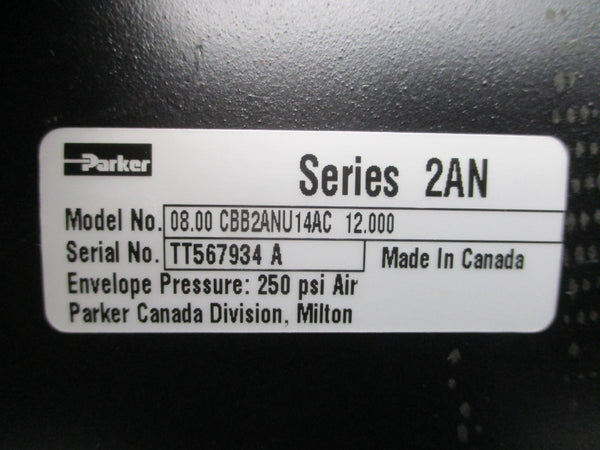 Parker
Series 2AN
Model No. 08.00 CBB2ANU14AC 12.000
Serial No. TT567934 A Made In Canada
Envelope Pressure: 250 psi Air
Parker Canada Division, Milton